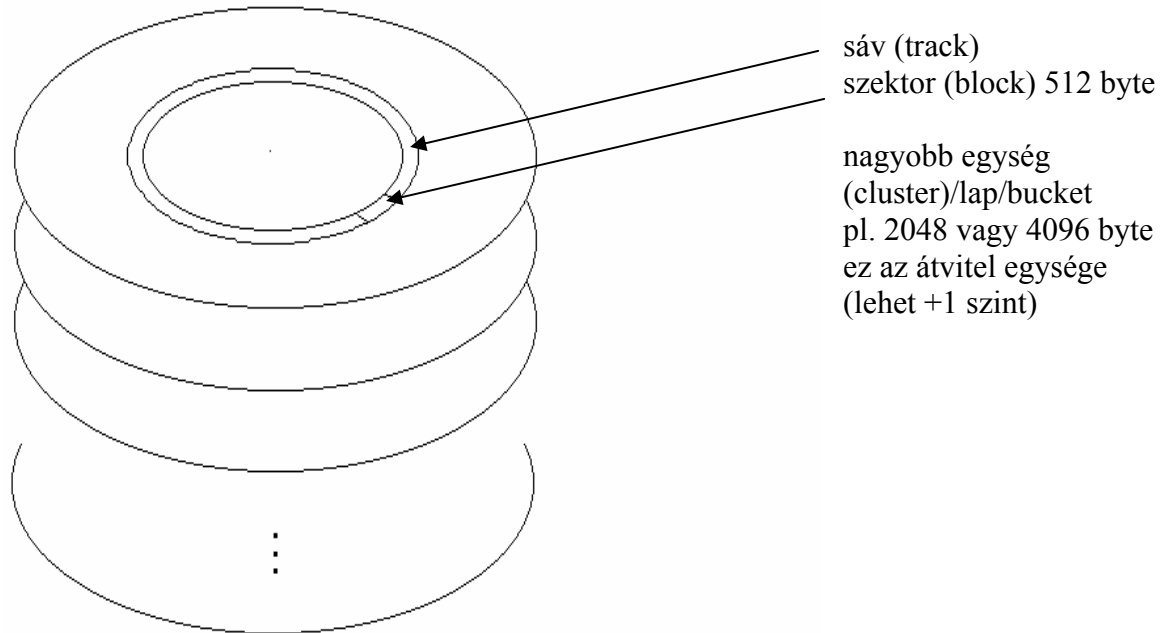 sáv (track)
szektor (block) 512 byte
nagyobb egység
(cluster)/lap/bucket
pl. 2048 vagy 4096 byte
ez az átvitel egysége
(lehet +1 szint)